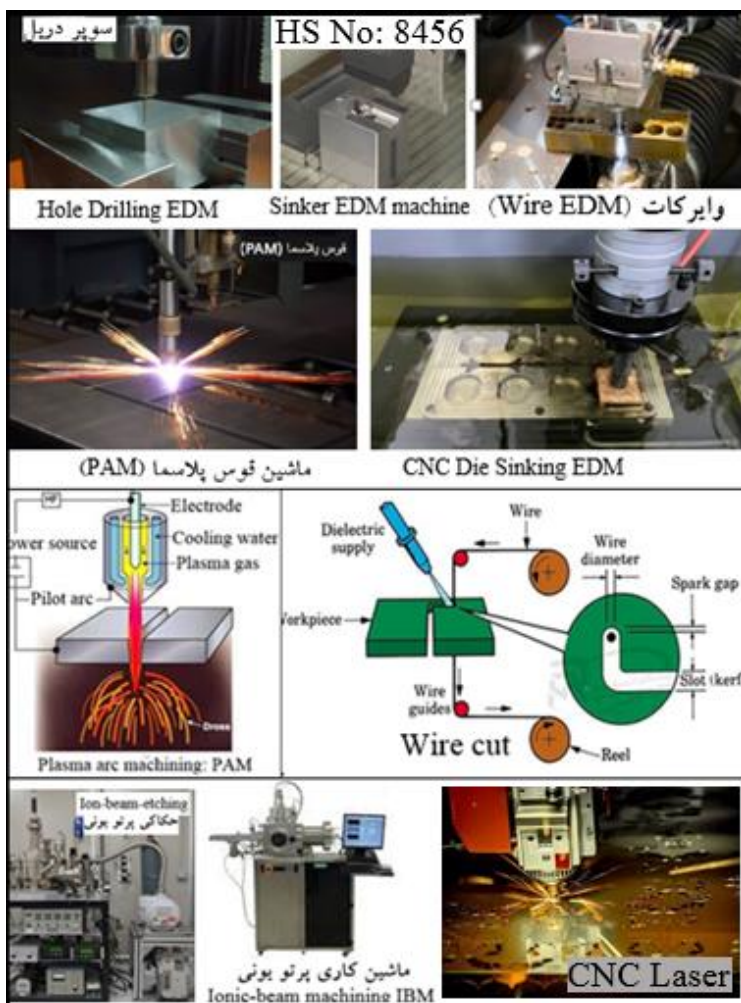 سوپر دریل
HS No: 8456
Hole Drilling EDM
Sinker EDM machine
وایرکات (Wire EDM)
قوس پلاسما (PAM)
ماشین قوس پلاسما (PAM)
CNC Die Sinking EDM
HF
Electrode
Cooling water
ower source
Plasma gas
Pilot arc
Dross
Plasma arc machining: PAM
Dielectric
supply
Wire
Wire
diameter
Spark gap
Workpiece
Slot (kerf
Wire
guides
Wire cut
Reel
Ion-beam-etching
حکاکی پرتو یونی
ماشین کاری پرتو یونی
Ionic-beam machining IBM
CNC Laser